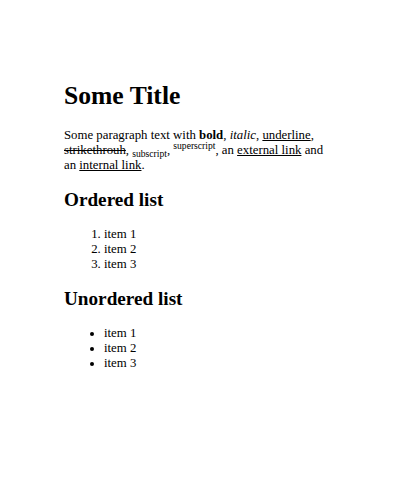 Some Title
Some paragraph text with bold, italic, underline,
strikethrouh, subscript, superscript, an external link and
an internal link.
Ordered list
1. item 1
2. item 2
3. item 3
Unordered list
• item 1
• item 2
• item 3